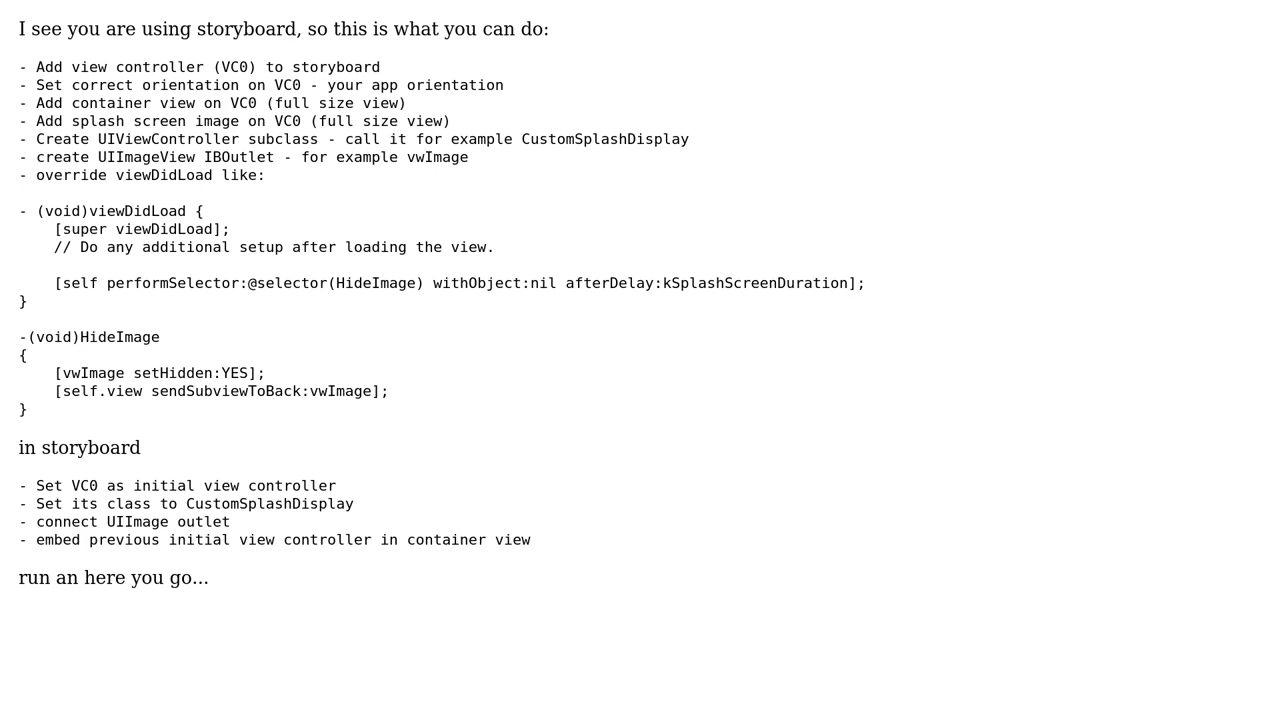 I see you are using storyboard, so this is what you can do:
- Add view controller (VC0) to storyboard
- Set correct orientation on VC0 - your app orientation
- Add container view on VC0 (full size view)
- Add splash screen image on VC0 (full size view)
- Create UIViewController subclass - call it for example CustomSplashDisplay
- create UIImageView IBOutlet - for example vwImage
- override viewDidLoad like:

- (void)viewDidLoad {
    [super viewDidLoad];
    // Do any additional setup after loading the view.

    [self performSelector:@selector(HideImage) withObject:nil afterDelay:kSplashScreenDuration];
}

-(void)HideImage
{
    [vwImage setHidden:YES];
    [self.view sendSubviewToBack:vwImage];
}
in storyboard
- Set VC0 as initial view controller
- Set its class to CustomSplashDisplay
- connect UIImage outlet
- embed previous initial view controller in container view
run an here you go...